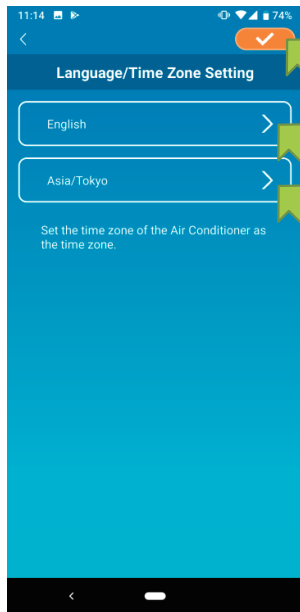 11:14
74%
Language/Time Zone Setting
English
Asia/Tokyo
Set the time zone of the Air Conditioner as
the time zone.